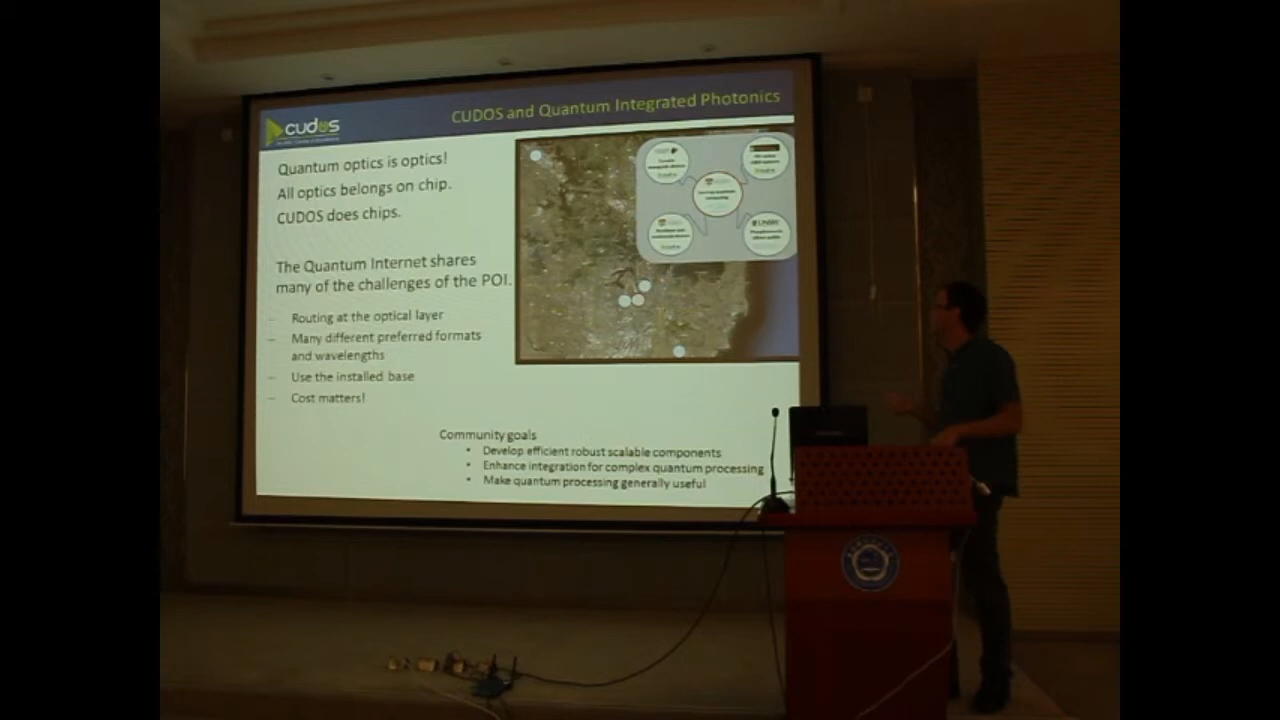 cudos
CUDOS and Quantum Integrated Photonics
Quantum optics is optics!
All optics belongs on chip.
CUDOS does chips.
The Quantum Internet shares
many of the challenges of the POI.
– Routing at the optical layer
– Many different preferred formats
and wavelengths
– Use the installed base
– Cost matters!
Community goals
• Develop efficient robust scalable components
• Enhance integration for complex quantum processing
• Make quantum processing generally useful